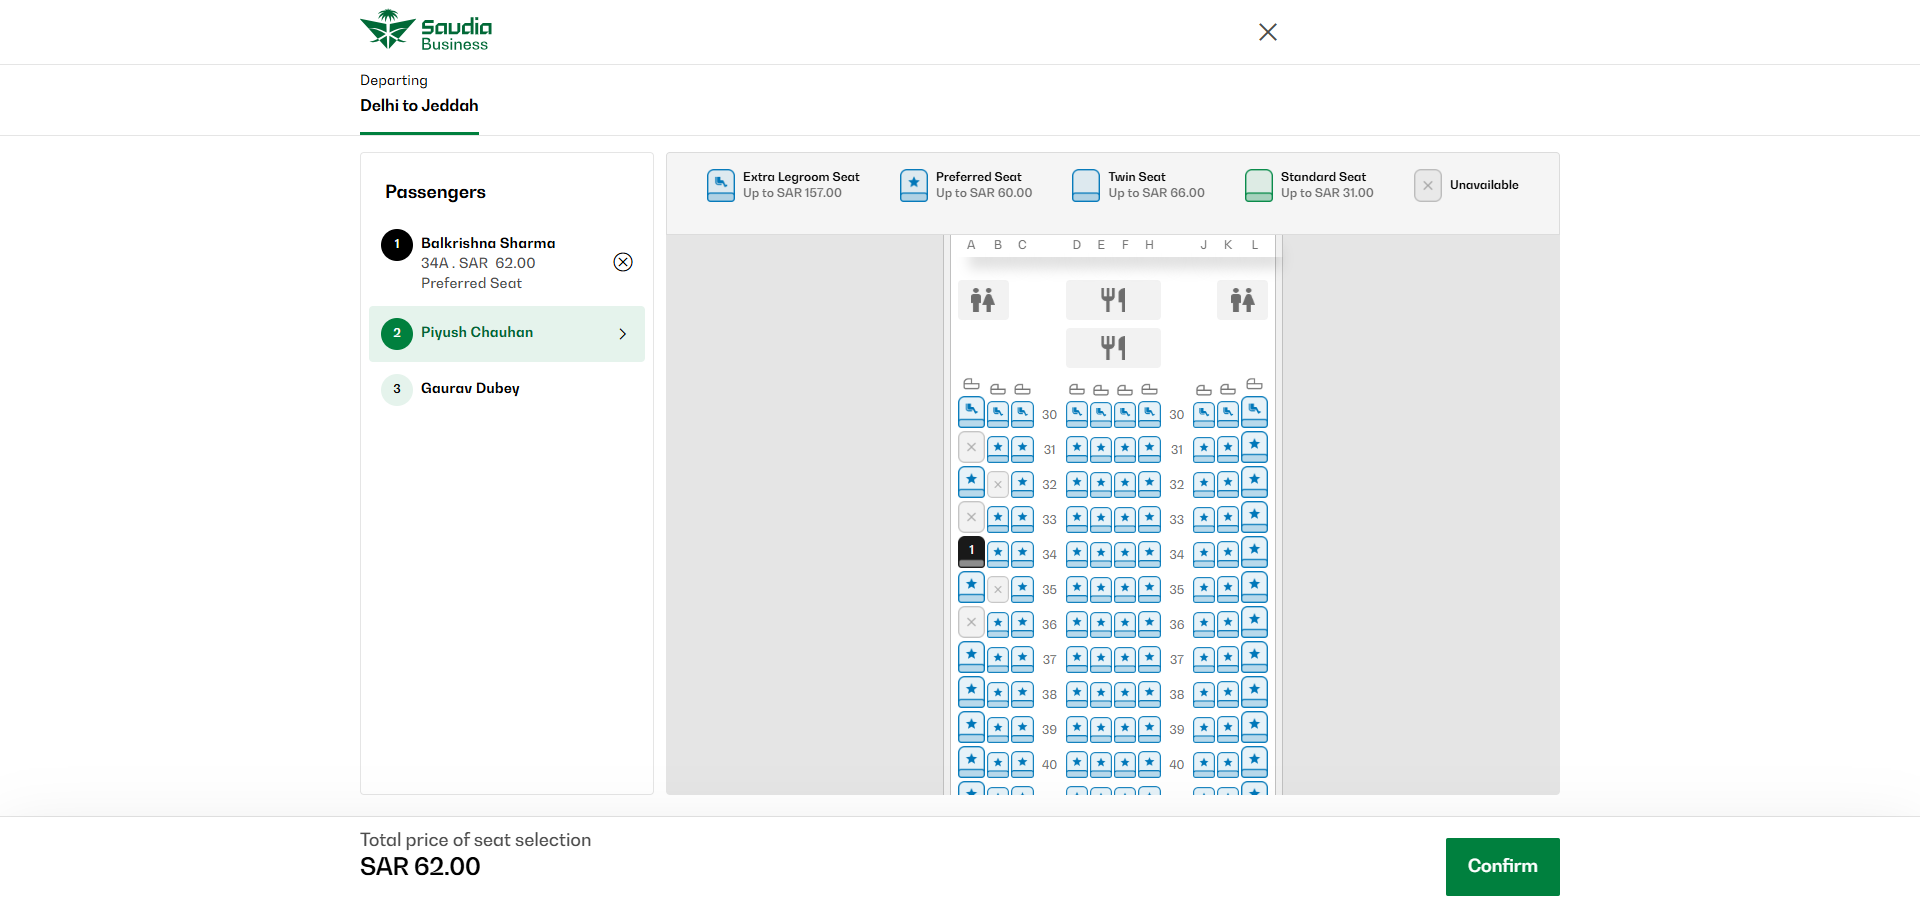 Saudia
Business
Departing
Delhi to Jeddah
Passengers
1
Balkrishna Sharma
34A . SAR 62.00
Preferred Seat
2
Piyush Chauhan
3
Gaurav Dubey
Extra Legroom Seat
Up to SAR 157.00
Preferred Seat
Up to SAR 60.00
Twin Seat
Up to SAR 66.00
Standard Seat
Up to SAR 31.00
Unavailable
A B C D E F H J K L
30 30
31 31
32 32
33 33
1 34 34
35 35
36 36
37 37
38 38
39 39
40 40
Total price of seat selection
SAR 62.00
Confirm